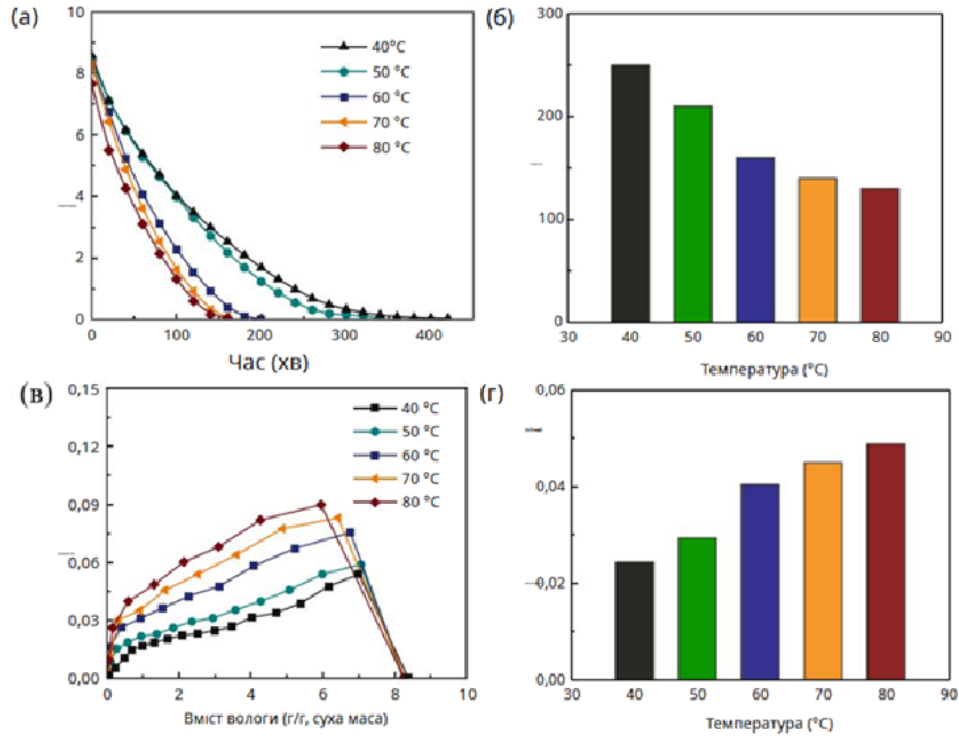 (а)
10
8
6
4
2
0
0
100
200
300
400
Час (хв)
40°C
50 °C
60 °C
70 °C
80 °C
(б)
300
200
100
0
30
40
50
60
70
80
90
Температура (°C)
(в)
0,15
0,12
0,09
0,06
0,03
0,00
0
2
4
6
8
10
Вміст вологи (г/г, суха маса)
40 °C
50 °C
60 °C
70 °C
80 °C
(г)
0,06
0,04
0,02
0,00
30
40
50
60
70
80
90
Температура (°C)